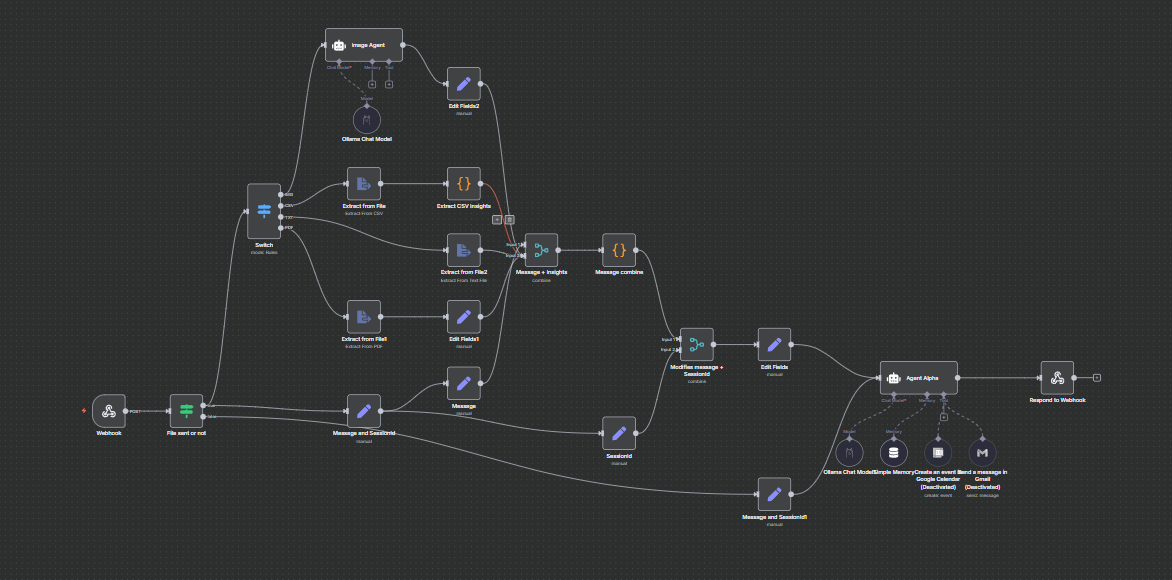 Image Agent
Chat Model*
Memory
Tool
Model
Ollama Chat Model
Edit Fields2
manual
Switch
mode: Rules
CSV
TXT
PDF
Extract from File
Extract From CSV
Extract CSV insights
Extract from File2
Extract From Text File
Input 1
Input 2
Message + Insights
combine
Message combine
Extract from File1
Extract From PDF
Edit Fields1
manual
Message
manual
Webhook
POST
File sent or not
Message and SessionId
manual
SessionId
manual
Input 1
Input 2
Modifies message +
SessionId
combine
Edit Fields
manual
Message and SessionId1
manual
Agent Alpha
Chat Model*
Memory
Tool
Model
Memory
Simple Memory
Create an event
Google Calendar
(Deactivated)
create: event
Send a message in
Gmail
(Deactivated)
send: message
Respond to Webhook